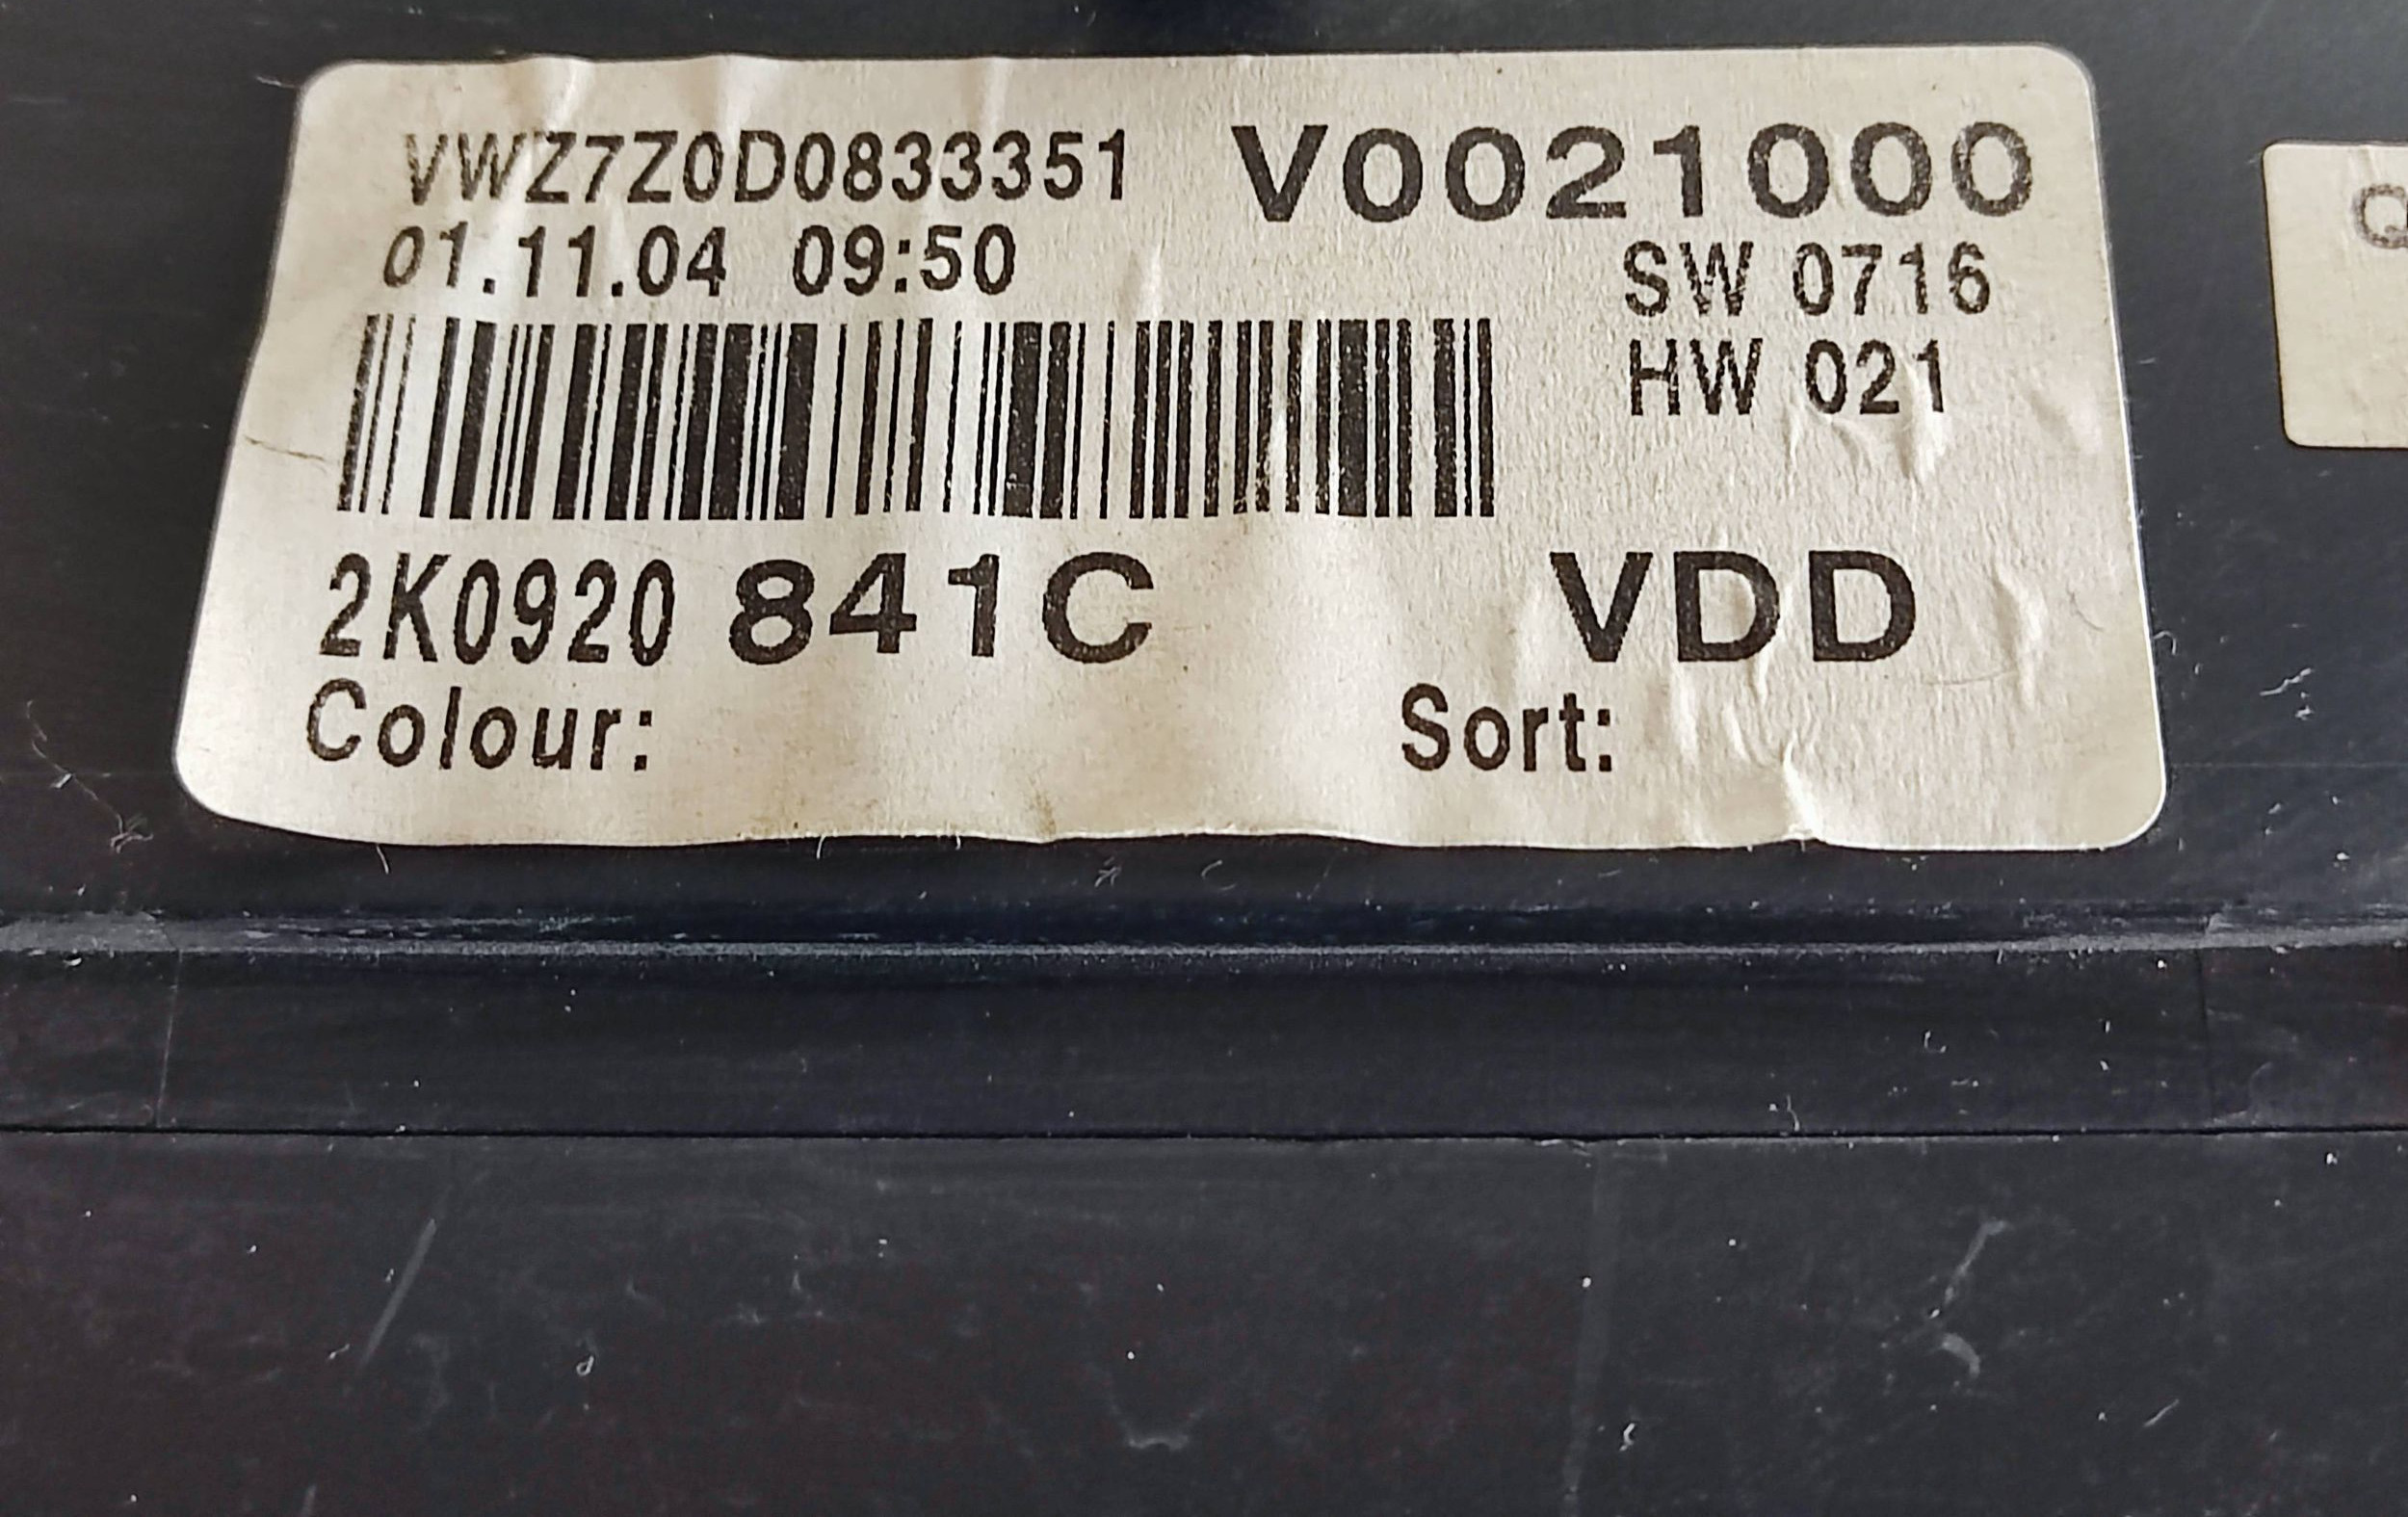 VWZ7Z0D0833351 V0021000
01.11.04 09:50 SW 0716
HW 021
2K0920 841C VDD
Colour: Sort:
Q